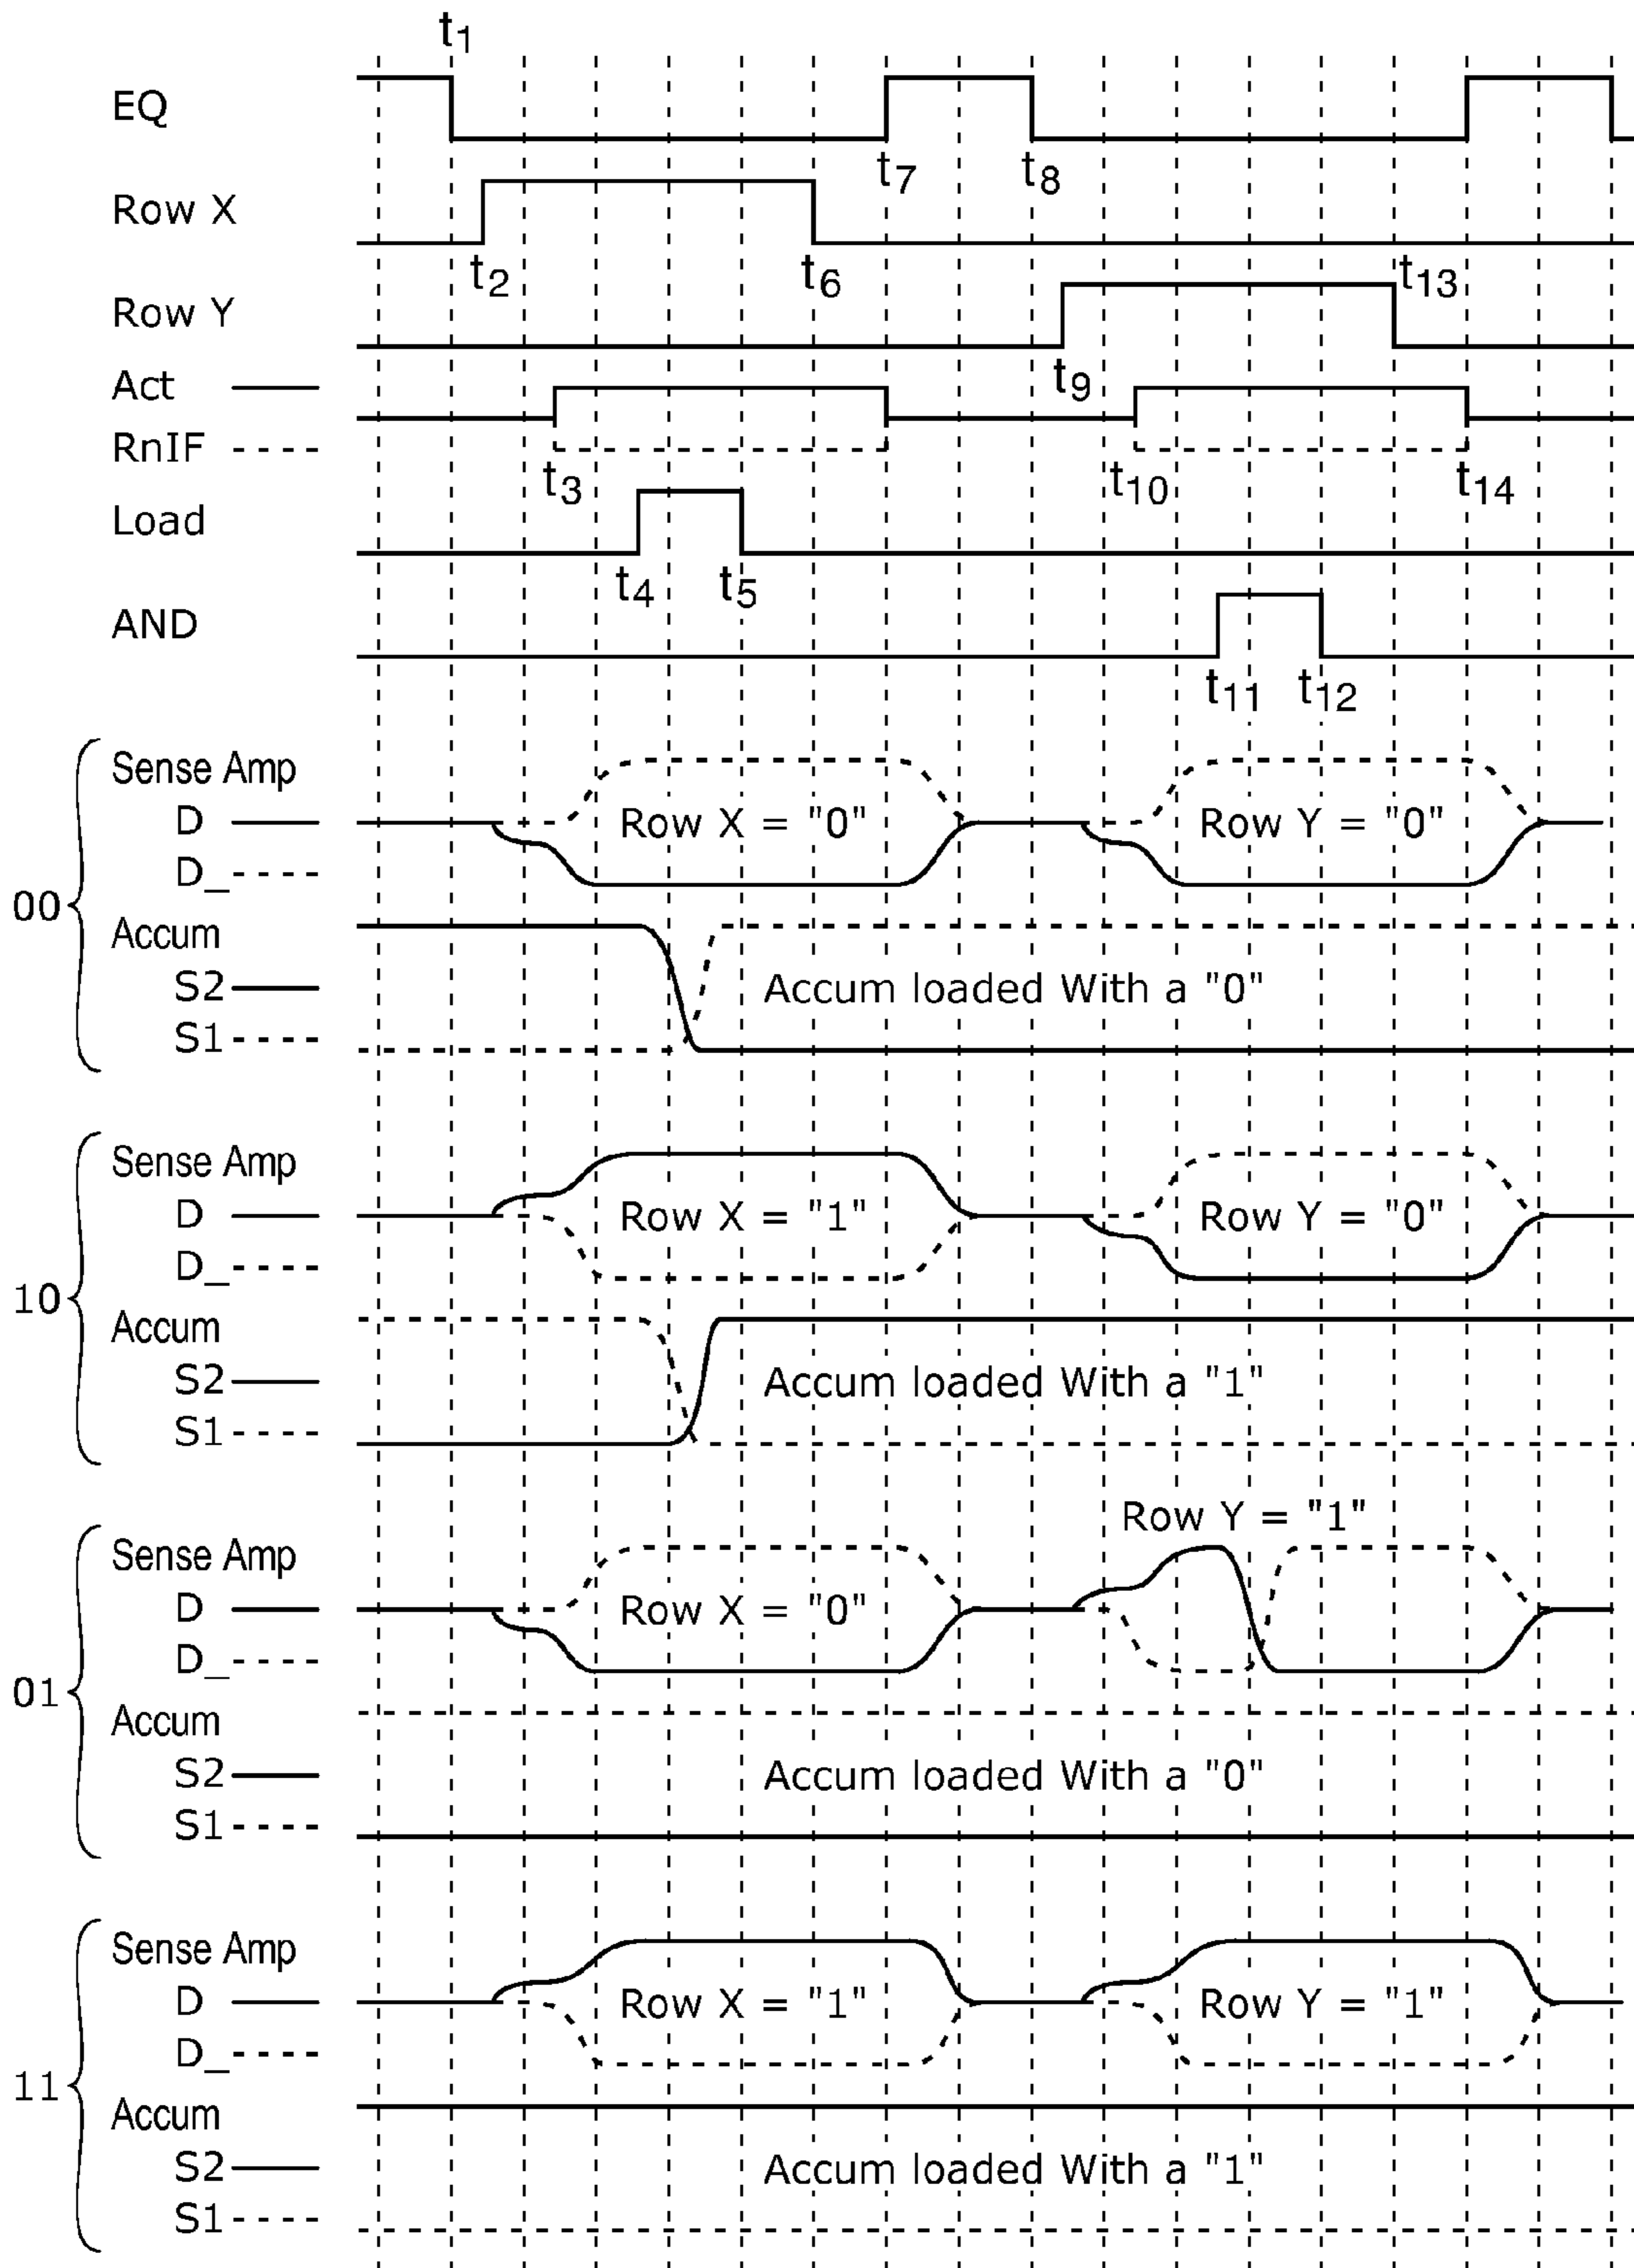 t1
EQ
t7 t8
Row X
t2 t6 t13
Row Y
t9
Act
RnIF
t3 t10 t14
Load
t4 t5
AND
t11 t12
00
Sense Amp
D
D_
Row X = "0" Row Y = "0"
Accum
S2
S1
Accum loaded With a "0"
10
Sense Amp
D
D_
Row X = "1" Row Y = "0"
Accum
S2
S1
Accum loaded With a "1"
01
Row Y = "1"
Sense Amp
D
D_
Row X = "0"
Accum
S2
S1
Accum loaded With a "0"
11
Sense Amp
D
D_
Row X = "1" Row Y = "1"
Accum
S2
S1
Accum loaded With a "1"